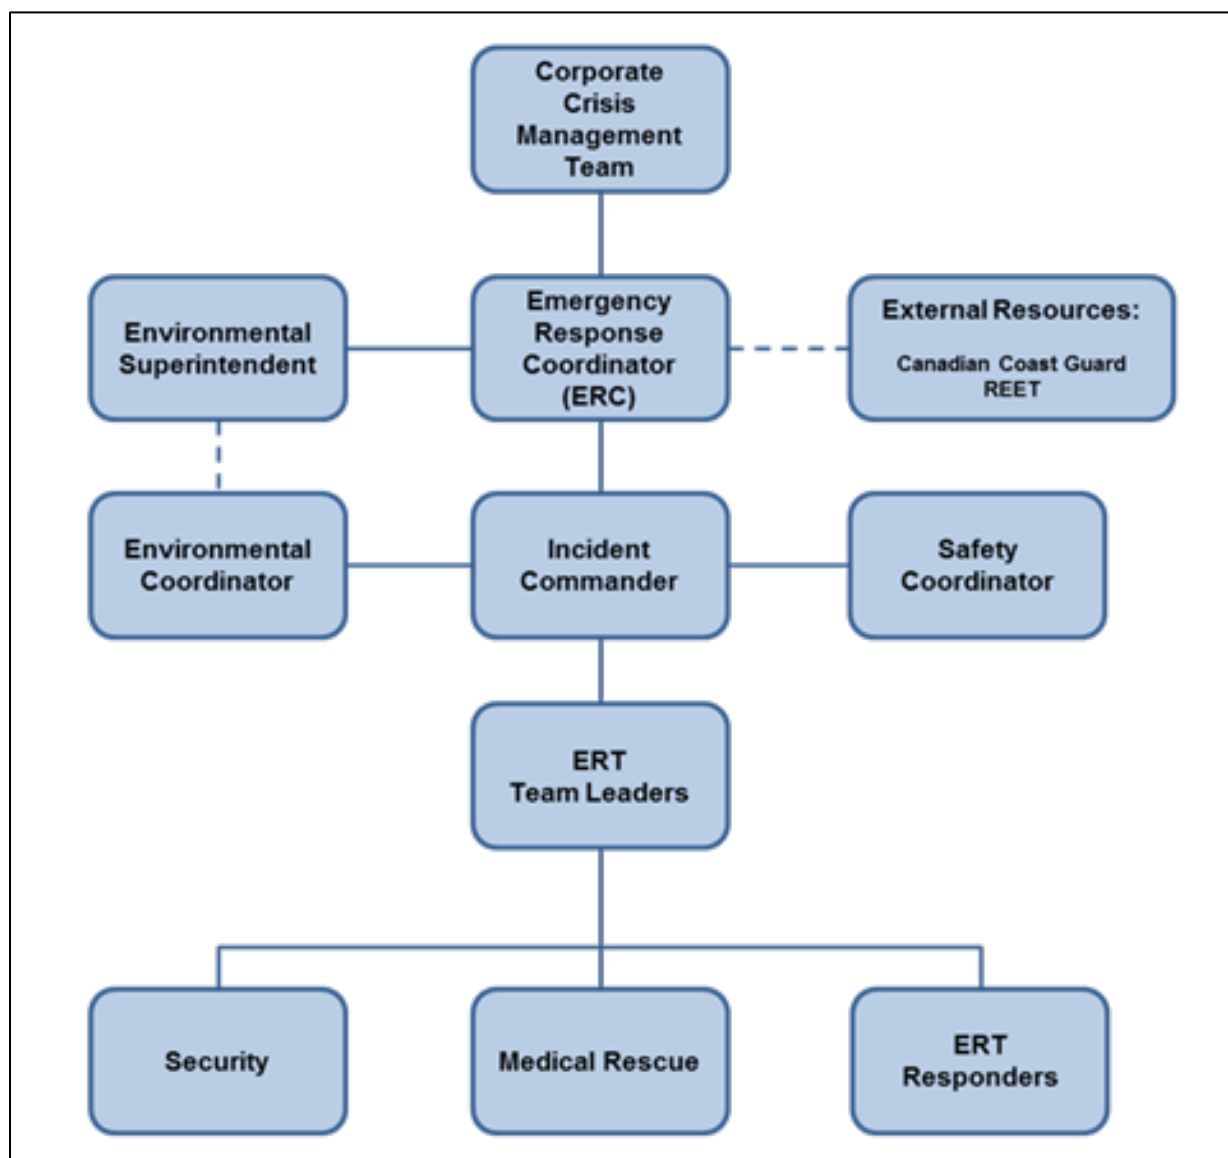 Corporate
Crisis
Management
Team
Environmental
Superintendent
Emergency
Response
Coordinator
(ERC)
External Resources:
Canadian Coast Guard
REET
Environmental
Coordinator
Incident
Commander
Safety
Coordinator
ERT
Team Leaders
Security
Medical Rescue
ERT
Responders